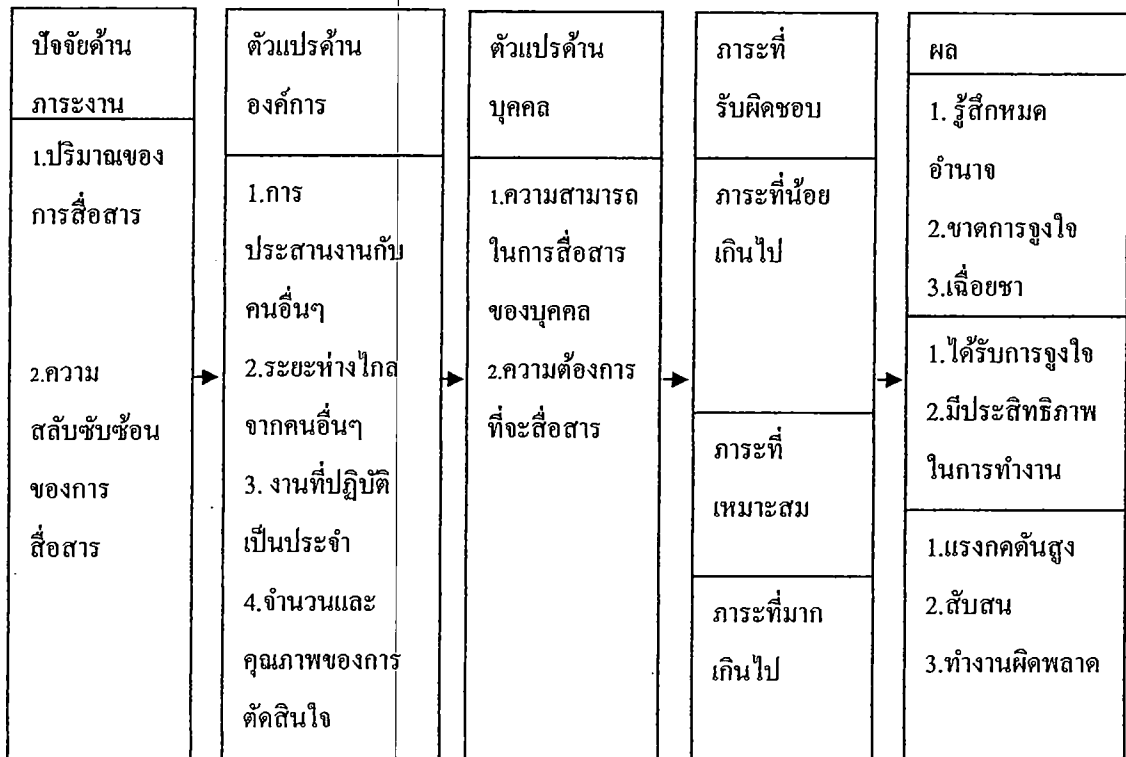 ปัจจัยด้าน
ภาระงาน
1.ปริมาณของ
การสื่อสาร
2.ความ
สลับซับซ้อน
ของการ
สื่อสาร
ตัวแปรด้าน
องค์การ
1.การ
ประสานงานกับ
คนอื่นๆ
2.ระยะห่างไกล
จากคนอื่นๆ
3. งานที่ปฏิบัติ
เป็นประจำ
4.จำนวนและ
คุณภาพของการ
ตัดสินใจ
ตัวแปรด้าน
บุคคล
1.ความสามารถ
ในการสื่อสาร
ของบุคคล
2.ความต้องการ
ที่จะสื่อสาร
ภาระที่
รับผิดชอบ
ภาระที่น้อย
เกินไป
ภาระที่
เหมาะสม
ภาระที่มาก
เกินไป
ผล
1. รู้สึกหมด
อำนาจ
2.ขาดการจูงใจ
3.เฉื่อยชา
1.ได้รับการจูงใจ
2.มีประสิทธิภาพ
ในการทำงาน
1.แรงกดดันสูง
2.สับสน
3.ทำงานผิดพลาด